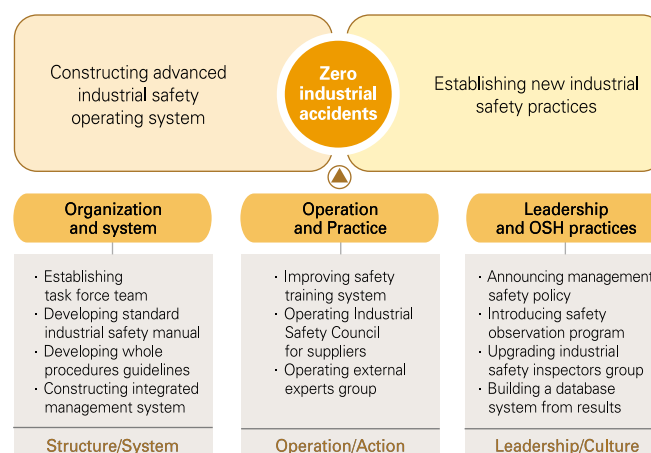 Constructing advanced
industrial safety
operating system
Zero
industrial
accidents
Establishing new industrial
safety practices
Organization
and system
· Establishing
task force team
· Developing standard
industrial safety manual
· Developing whole
procedures guidelines
· Constructing integrated
management system
Structure/System
Operation
and Practice
· Improving safety
training system
· Operating Industrial
Safety Council
for suppliers
· Operating external
experts group
Operation/Action
Leadership
and OSH practices
· Announcing management
safety policy
· Introducing safety
observation program
· Upgrading industrial
safety inspectors group
· Building a database
system from results
Leadership/Culture